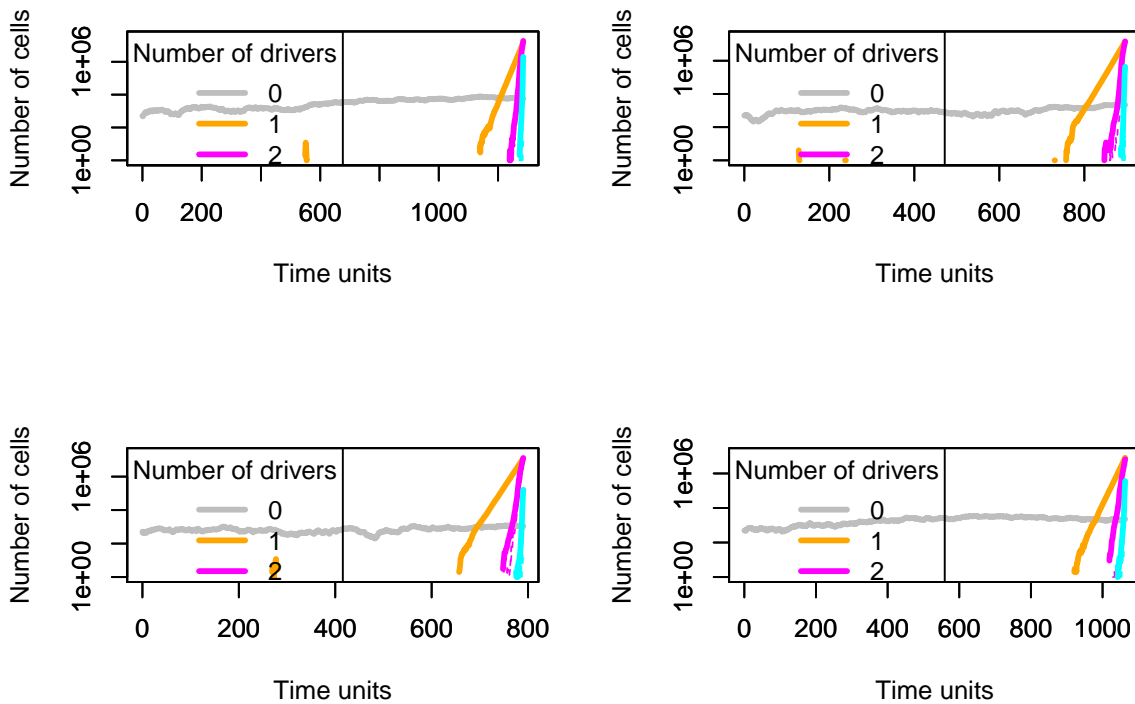 Number of cells
1e+00 1e+06
Number of drivers
0
1
2
0 200 600 1000
Time units
Number of cells
1e+00 1e+06
Number of drivers
0
1
2
0 200 400 600 800
Time units
Number of cells
1e+00 1e+06
Number of drivers
0
1
2
0 200 400 600 800
Time units
Number of cells
1e+00 1e+06
Number of drivers
0
1
2
0 200 400 600 800 1000
Time units